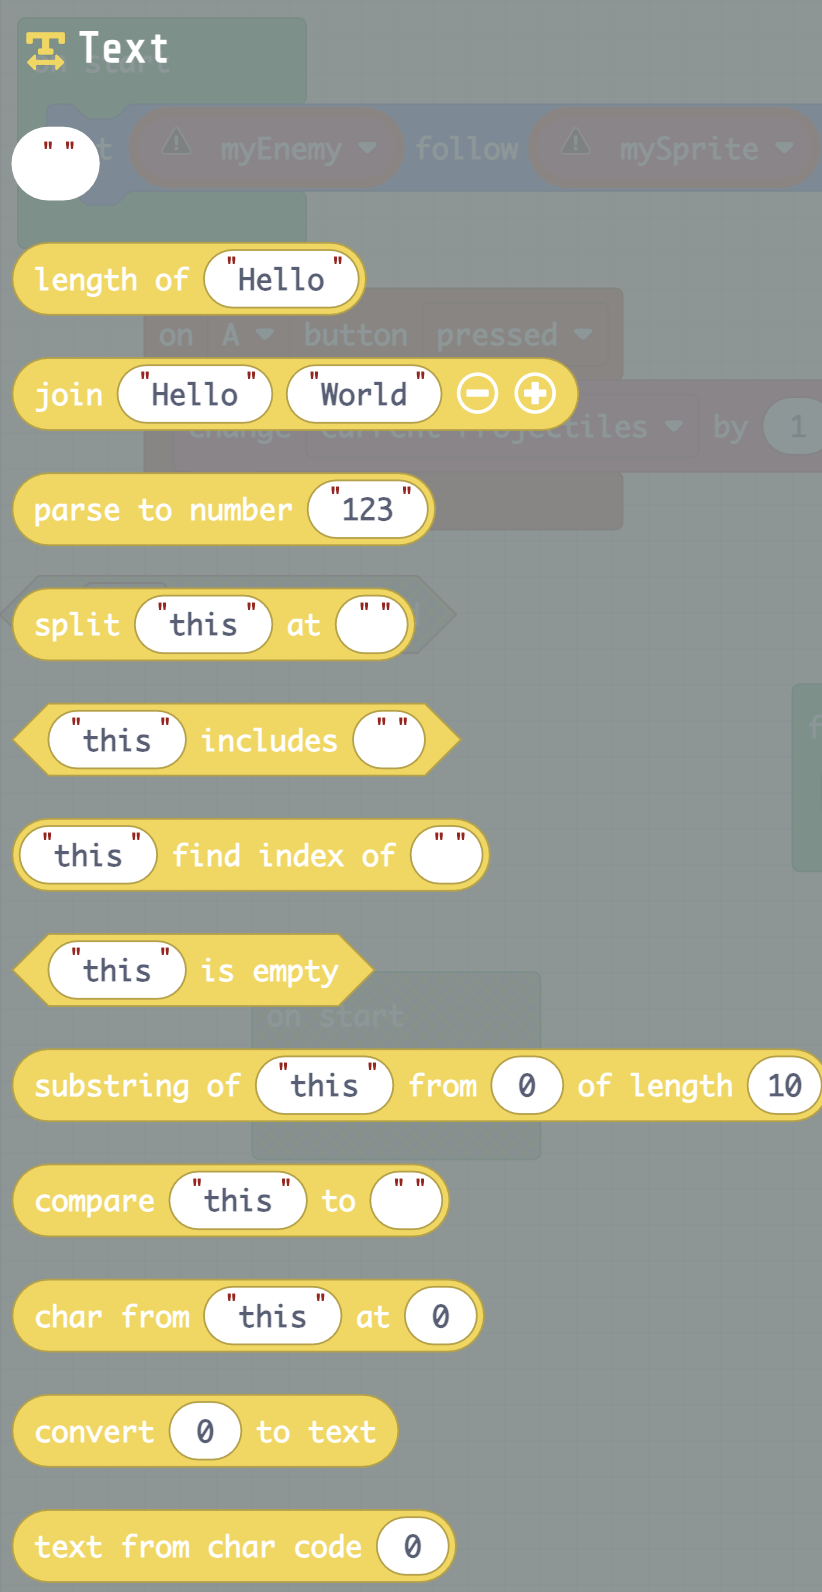 Text
on start
myEnemy follow mySprite
" "
length of "Hello"
on A button pressed
join "Hello" "World"
change Current Projectiles by 1
parse to number "123"
split "this" at " "
"this" includes " "
"this" find index of " "
"this" is empty
on start
substring of "this" from 0 of length 10
compare "this" to " "
char from "this" at 0
convert 0 to text
text from char code 0